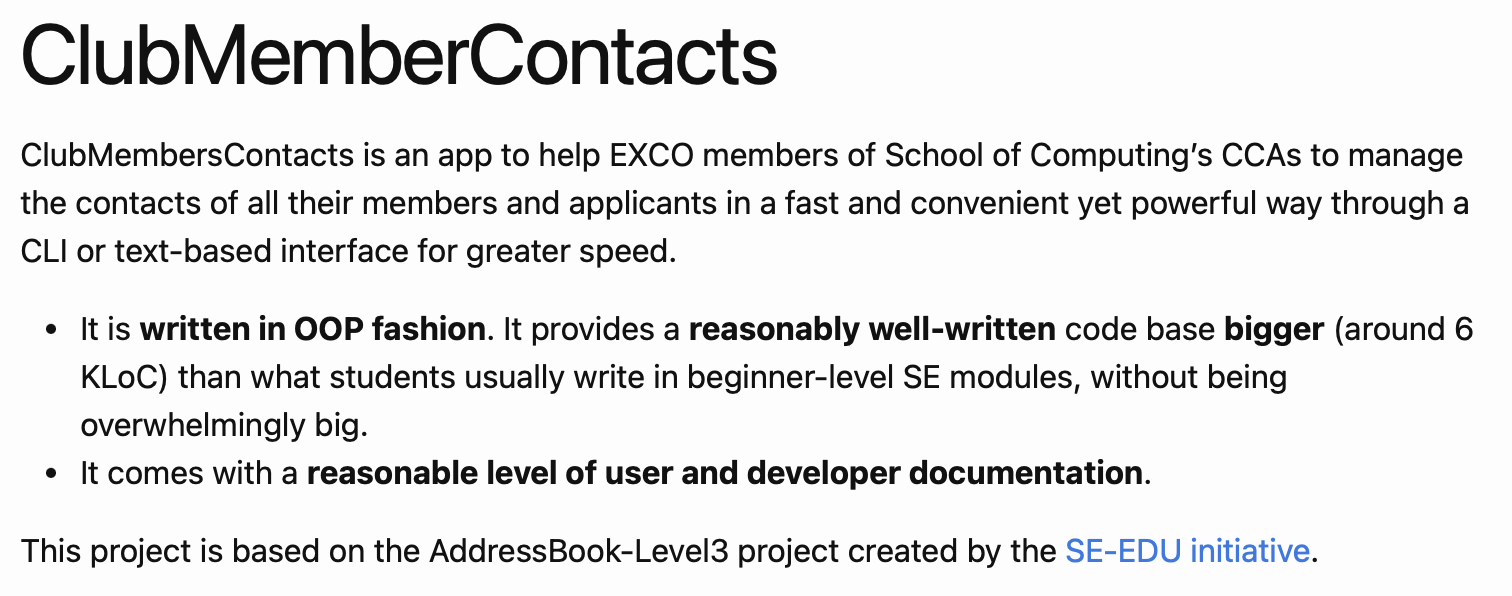 ClubMemberContacts
ClubMembersContacts is an app to help EXCO members of School of Computing’s CCAs to manage
the contacts of all their members and applicants in a fast and convenient yet powerful way through a
CLI or text-based interface for greater speed.
• It is written in OOP fashion. It provides a reasonably well-written code base bigger (around 6
KLoC) than what students usually write in beginner-level SE modules, without being
overwhelmingly big.
• It comes with a reasonable level of user and developer documentation.
This project is based on the AddressBook-Level3 project created by the SE-EDU initiative.